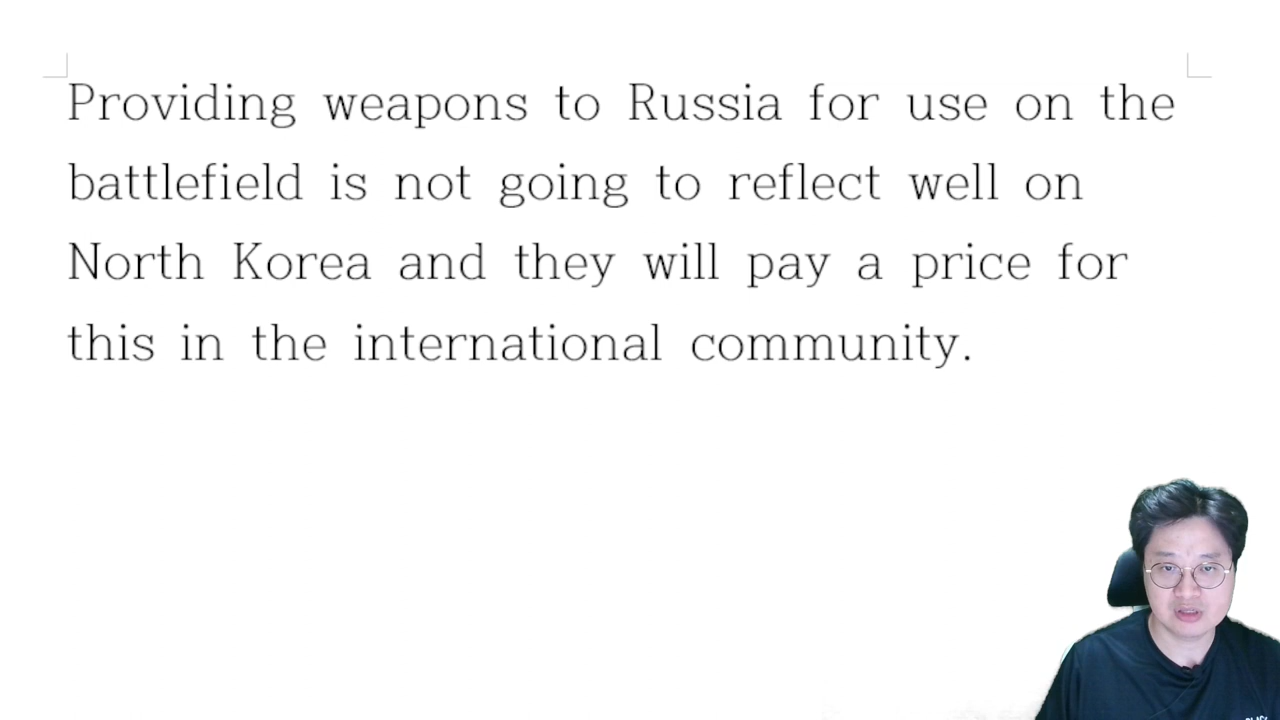 Providing weapons to Russia for use on the
battlefield is not going to reflect well on
North Korea and they will pay a price for
this in the international community.